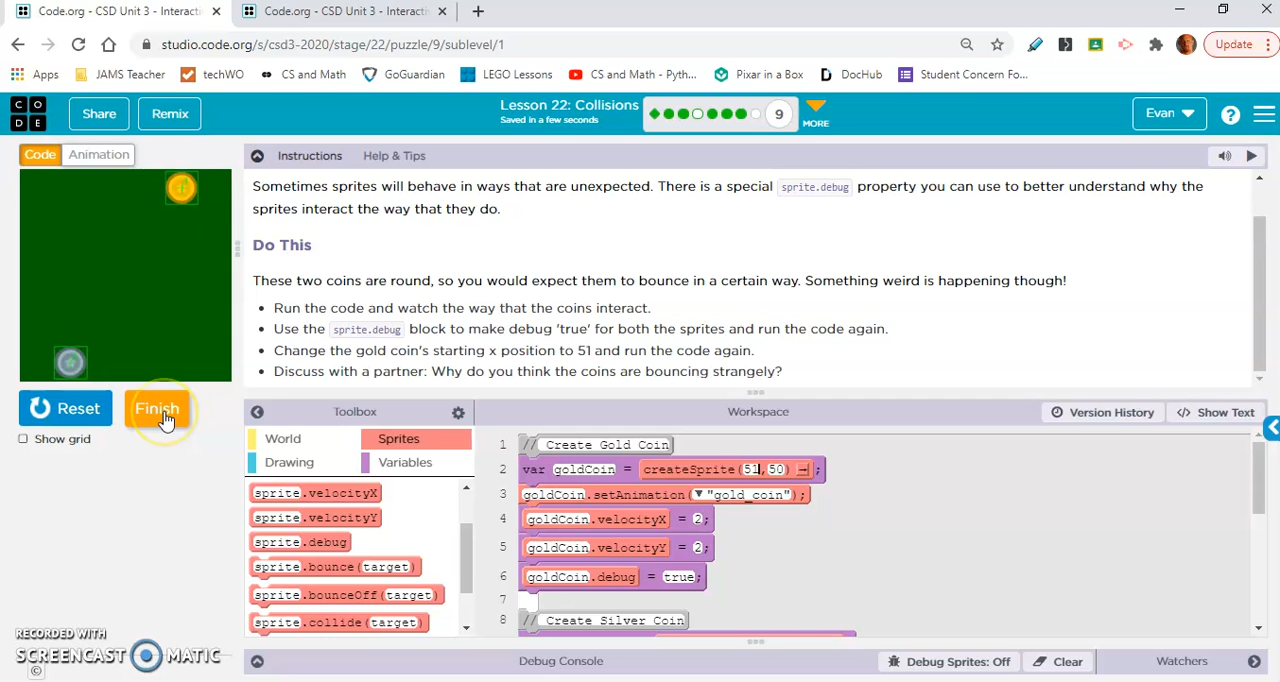 Code.org - CSD Unit 3 - Interacti × Code.org - CSD Unit 3 - Interacti × +
studio.code.org/s/csd3-2020/stage/22/puzzle/9/sublevel/1 Update
Apps JAMS Teacher techWO CS and Math GoGuardian LEGO Lessons CS and Math - Pyth... Pixar in a Box DocHub Student Concern Fo...
C O D E Share Remix Lesson 22: Collisions 9 MORE Evan ?
Saved in a few seconds
Code Animation Instructions Help & Tips
Sometimes sprites will behave in ways that are unexpected. There is a special sprite.debug property you can use to better understand why the
sprites interact the way that they do.
Do This
These two coins are round, so you would expect them to bounce in a certain way. Something weird is happening though!
• Run the code and watch the way that the coins interact.
• Use the sprite.debug block to make debug 'true' for both the sprites and run the code again.
• Change the gold coin's starting x position to 51 and run the code again.
• Discuss with a partner: Why do you think the coins are bouncing strangely?
Reset Finish
Show grid
Toolbox Workspace Version History </> Show Text
World Sprites
Drawing Variables
sprite.velocityX
sprite.velocityY
sprite.debug
sprite.bounce(target)
sprite.bounceOff(target)
sprite.collide(target)
1 // Create Gold Coin
2 var goldCoin = createSprite(51,50);
3 goldCoin.setAnimation("gold_coin");
4 goldCoin.velocityX = 2;
5 goldCoin.velocityY = 2;
6 goldCoin.debug = true;
7
8 // Create Silver Coin
Debug Console Debug Sprites: Off Clear Watchers
RECORDED WITH
SCREENCAST MATIC
©